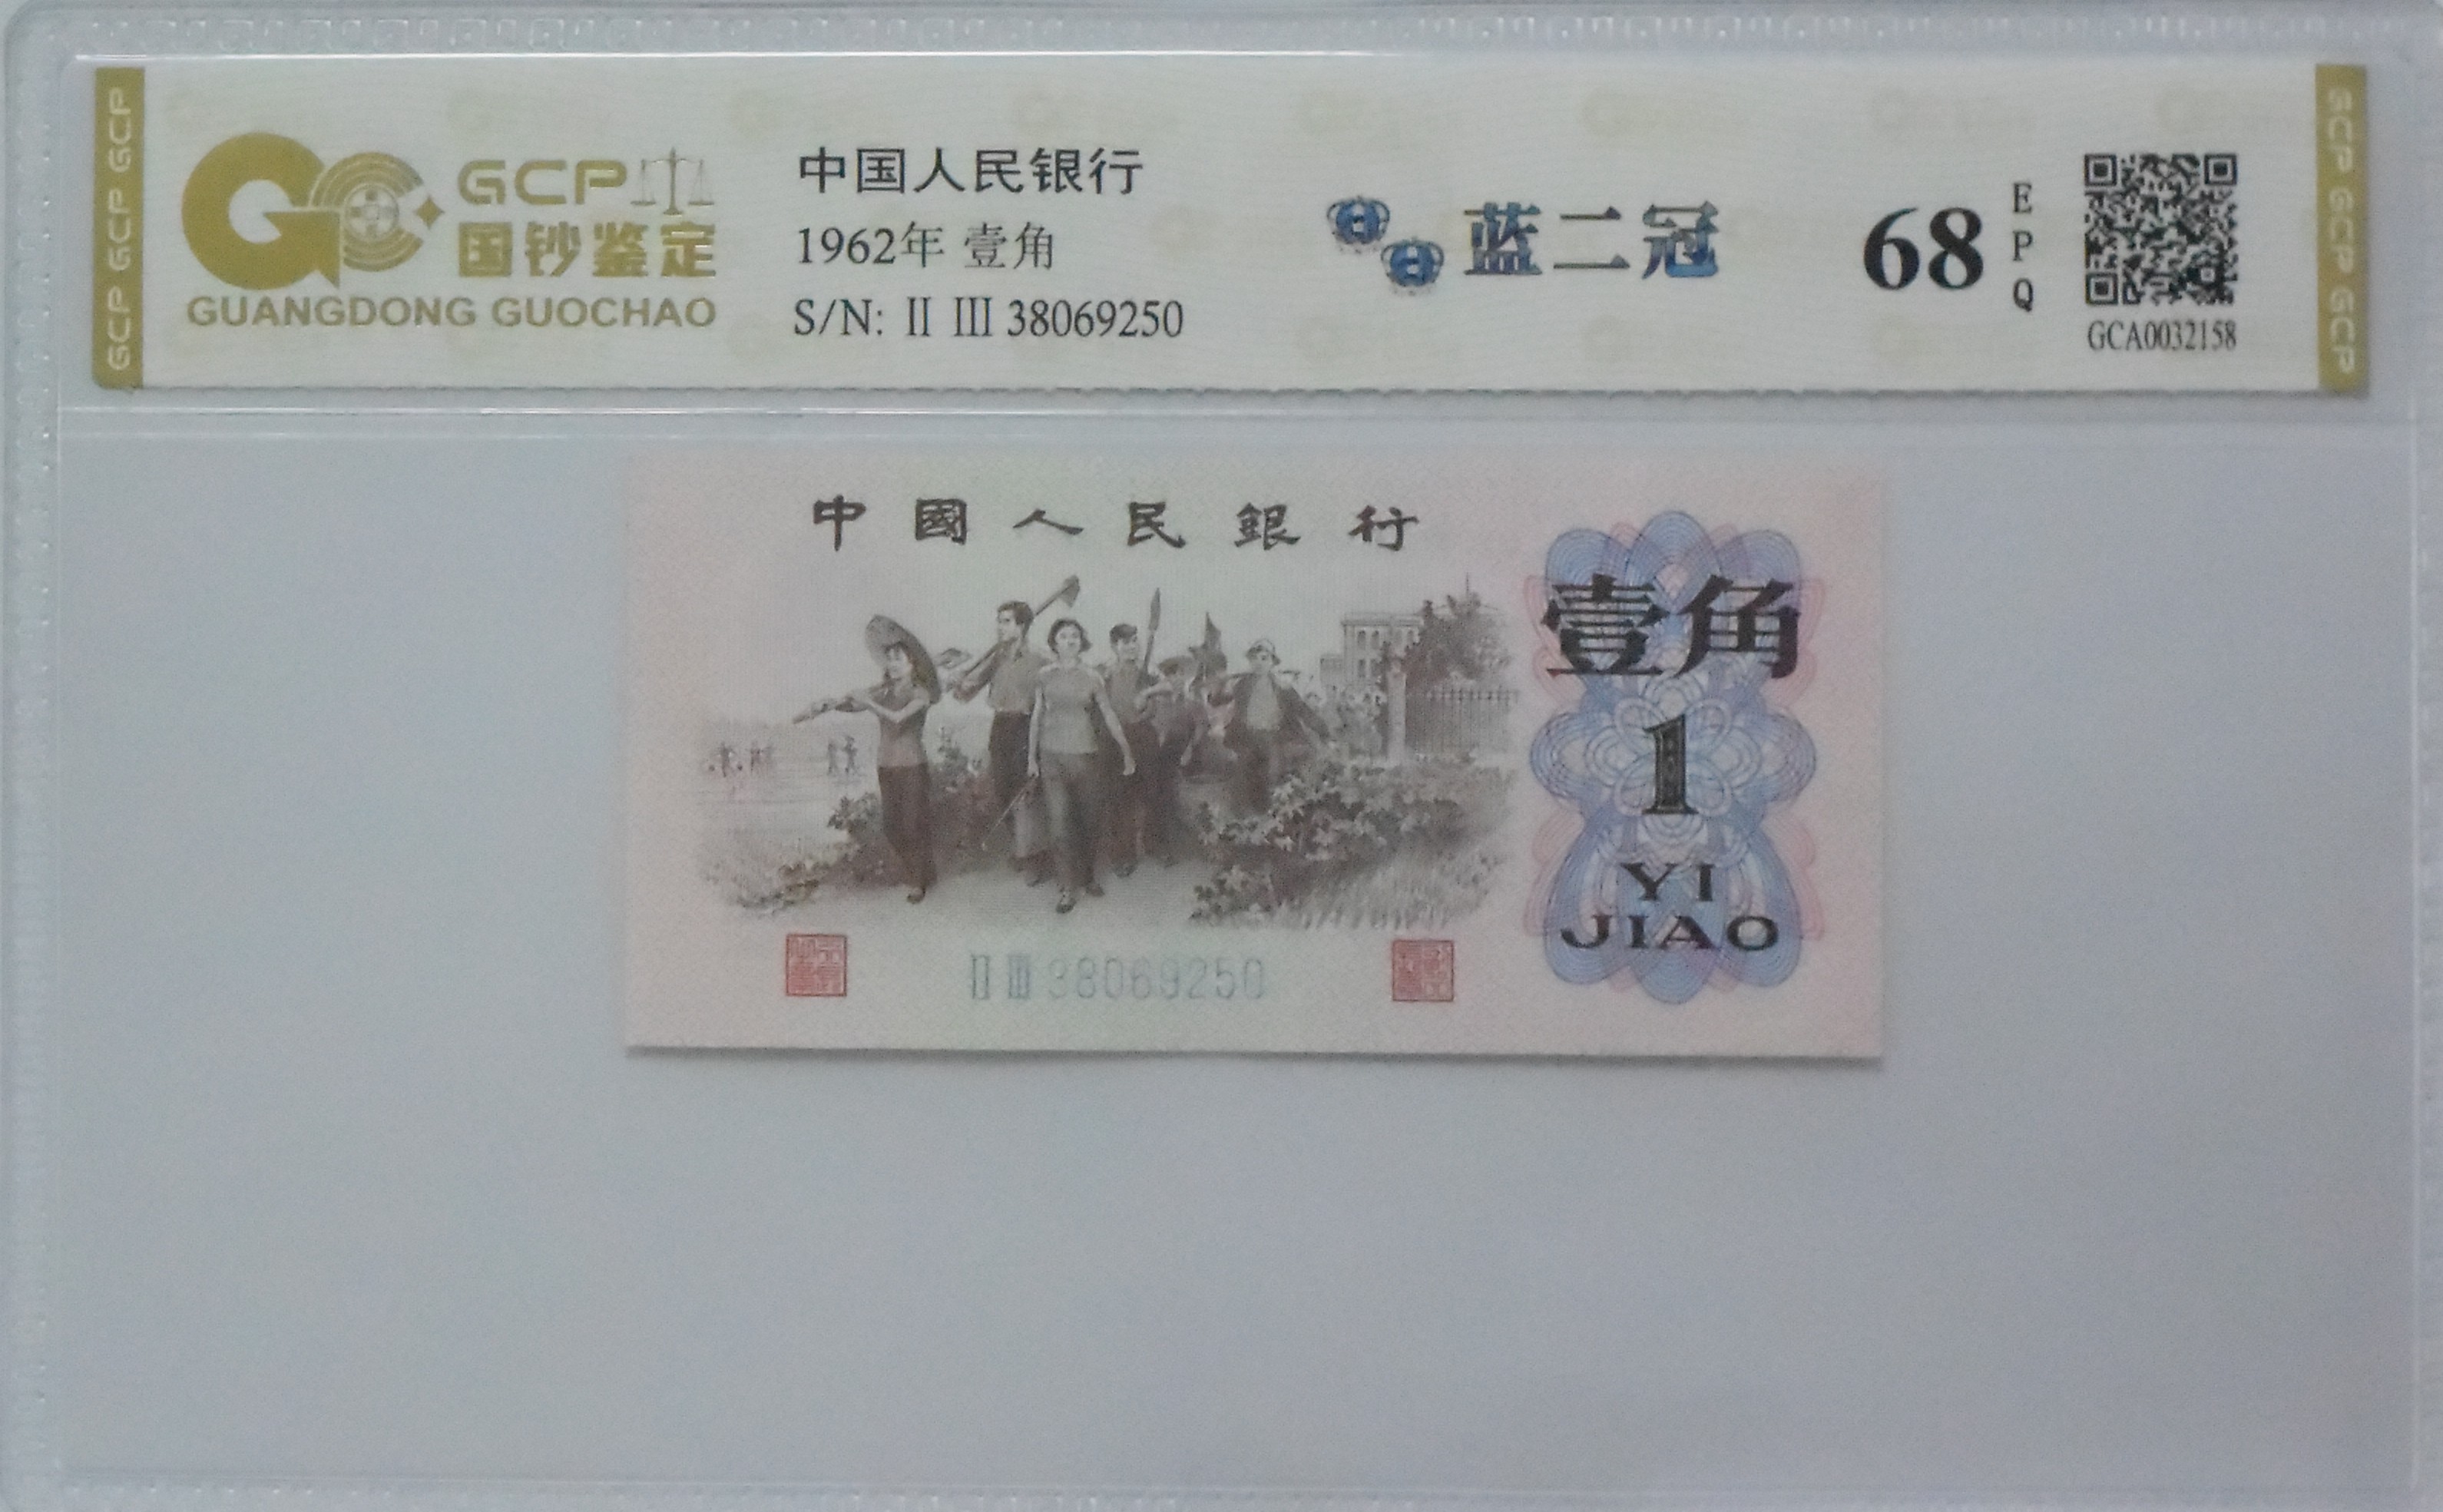 GCP GCP GCP
GCP
国钞鉴定
GUANGDONG GUOCHAO
中国人民银行
1962年 壹角
S/N: Ⅱ Ⅲ 38069250
蓝二冠
68
E
P
Q
GCA0032158
GCP GCP GCP
中國人民銀行
壹角
1
YI
JIAO
Ⅱ Ⅲ 38069250